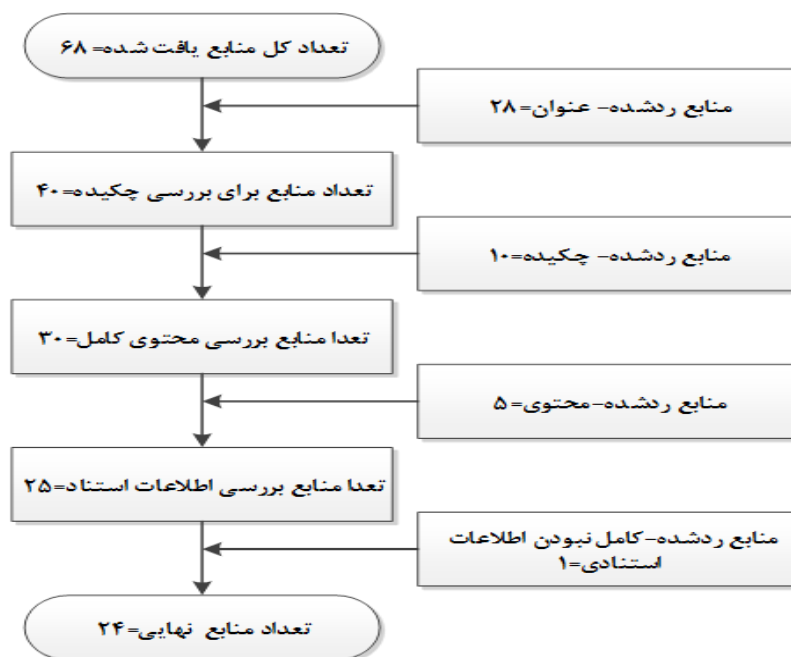 تعداد کل منابع یافت شده=۶۸
منابع ردشده- عنوان=۲۸
تعداد منابع برای بررسی چکیده=۴۰
منابع ردشده- چکیده=۱۰
تعدا منابع بررسی محتوی کامل=۳۰
منابع ردشده-محتوی=۵
تعدا منابع بررسی اطلاعات استناد=۲۵
منابع ردشده-کامل نبودن اطلاعات
استنادی=۱
تعداد منابع نهایی=۲۴